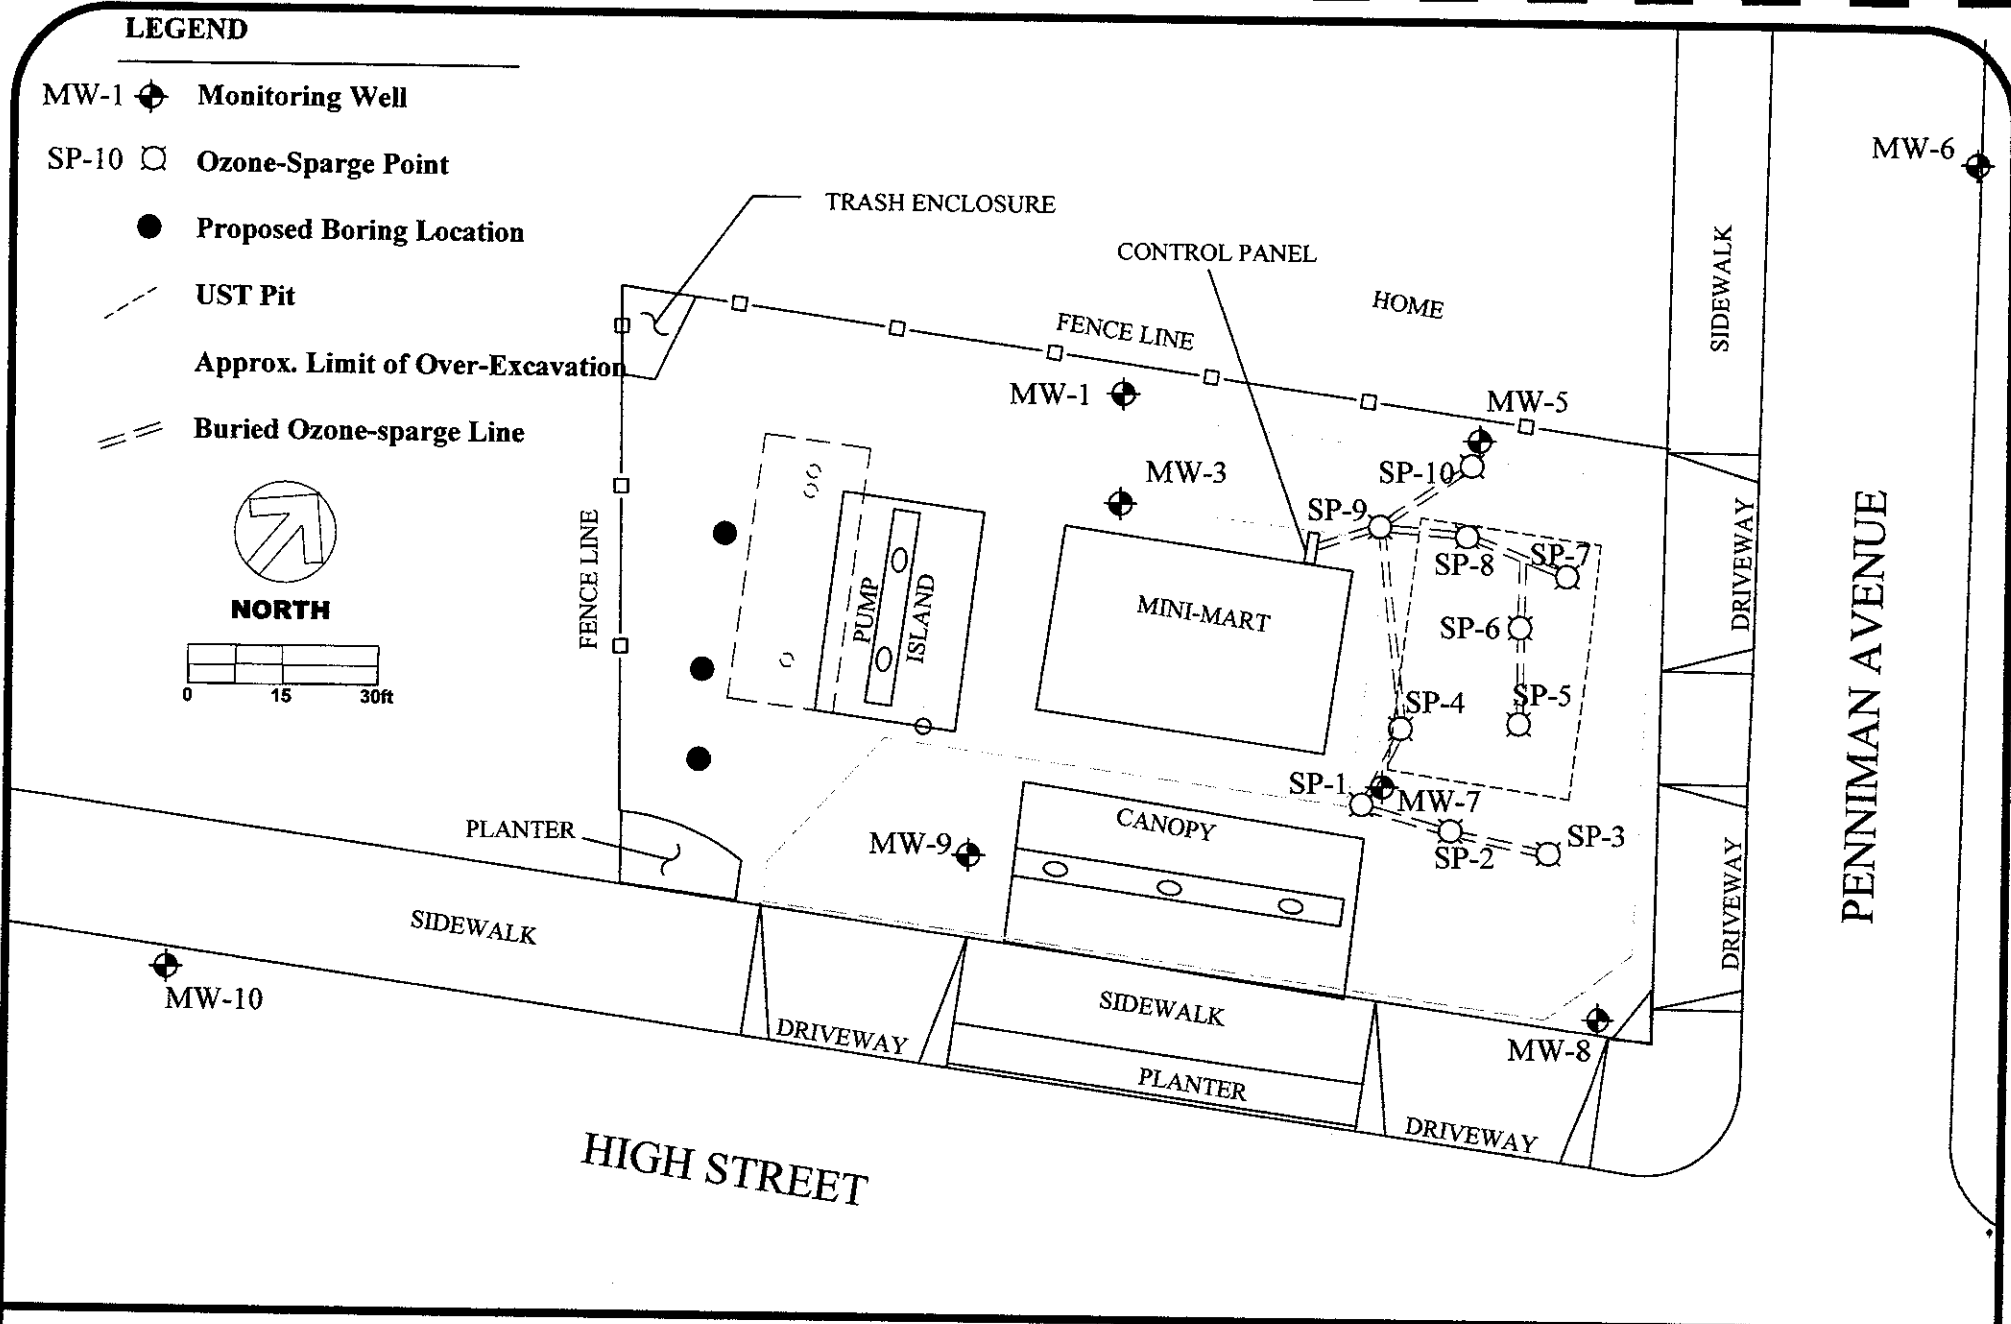 LEGEND
MW-1 Monitoring Well
SP-10 Ozone-Sparge Point
Proposed Boring Location
UST Pit
Approx. Limit of Over-Excavation
Buried Ozone-sparge Line
NORTH
0 15 30ft
TRASH ENCLOSURE
CONTROL PANEL
HOME
FENCE LINE
MW-6
SIDEWALK
MW-1
MW-5
MW-3
SP-10
SP-9
SP-8
SP-7
FENCE LINE
PUMP
ISLAND
MINI-MART
SP-6
SP-5
SP-4
DRIVEWAY
PENNIMAN AVENUE
SP-1
MW-7
PLANTER
MW-9
CANOPY
SP-2
SP-3
DRIVEWAY
SIDEWALK
MW-10
DRIVEWAY
SIDEWALK
PLANTER
MW-8
DRIVEWAY
HIGH STREET